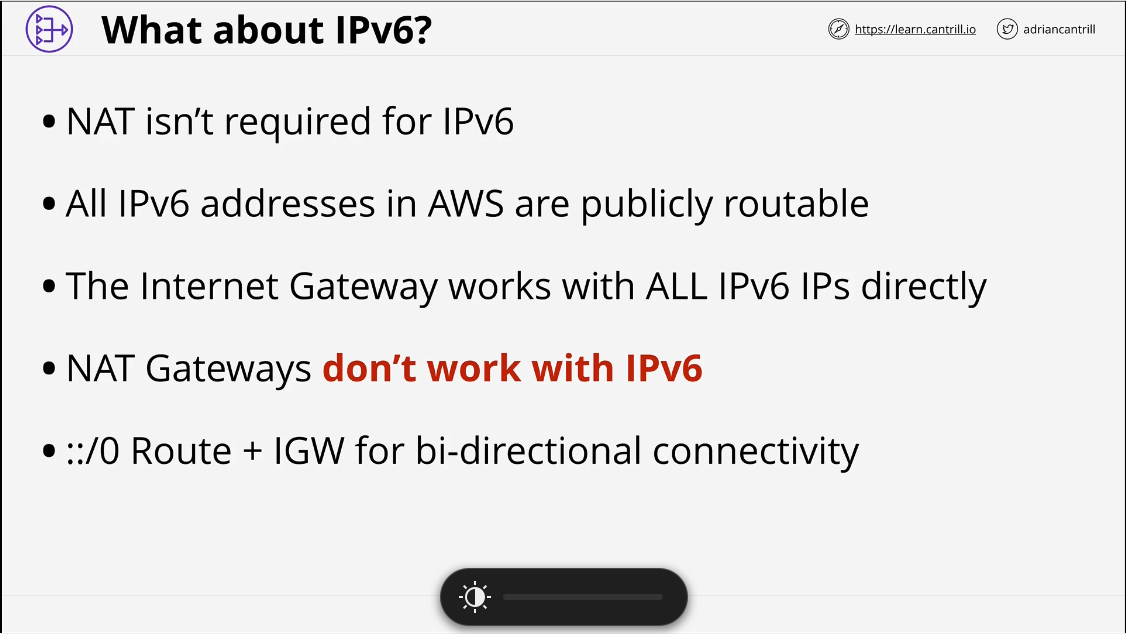 What about IPv6?
https://learn.cantrill.io
adriancantrill
• NAT isn’t required for IPv6
• All IPv6 addresses in AWS are publicly routable
• The Internet Gateway works with ALL IPv6 IPs directly
• NAT Gateways don’t work with IPv6
• ::/0 Route + IGW for bi-directional connectivity